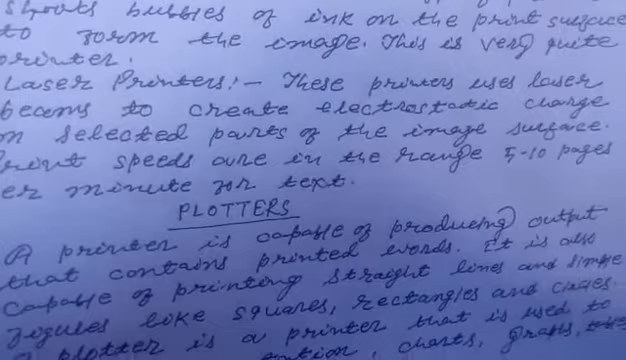 shoots bubbles of ink on the print surface
to form the image. This is very quite
printer.
Laser Printers:- These printers uses laser
beams to create electrostatic charge
on selected parts of the image surface.
Print speeds are in the range 5-10 pages
er minute for text.
PLOTTERS
A printer is capable of producing output
that contains printed words. It is also
capable of printing straight lines and simple
figures like squares, rectangles and circles.
plotter is a printer that is used to
charts, graphs,